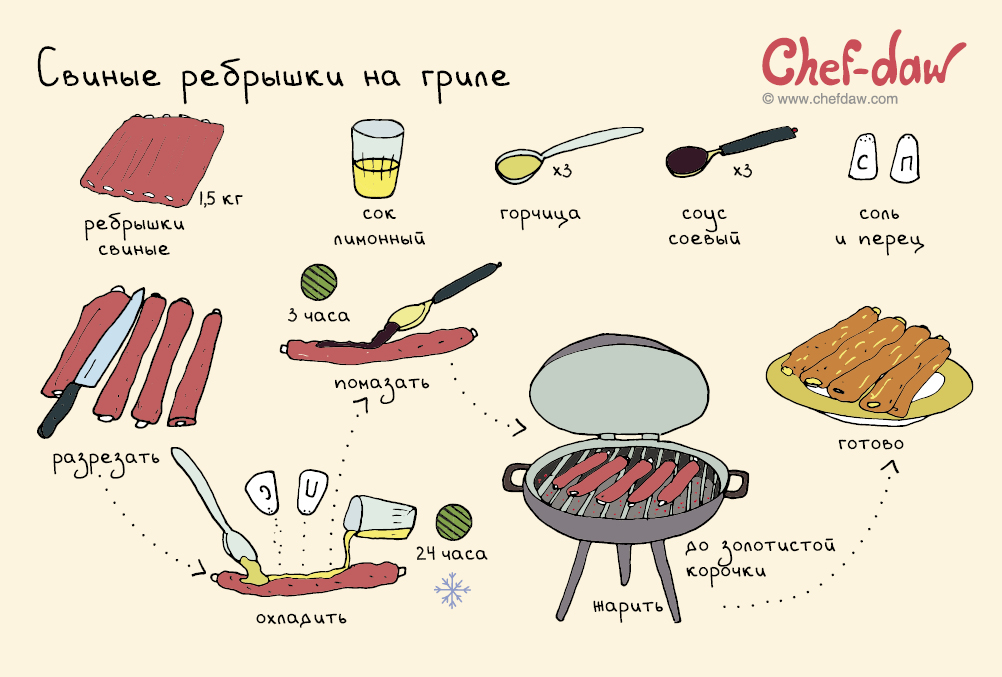 Свиные ребрышки на гриле
Chef-daw
© www.chefdaw.com
1,5 кг
ребрышки
свиные
сок
лимонный
x3
горчица
x3
соус
соевый
С П
соль
и перец
разрезать
3 часа
помазать
С П
24 часа
охладить
до золотистой
корочки
жарить
готово